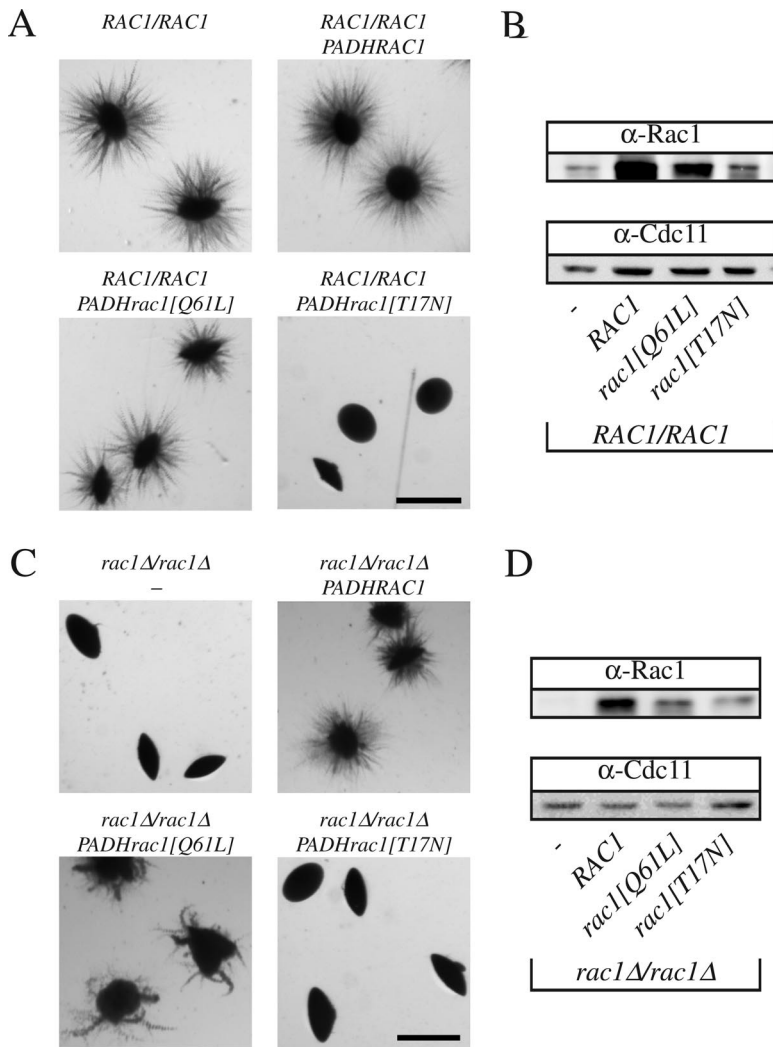 A
RAC1/RAC1
RAC1/RAC1
PADHRAC1
RAC1/RAC1
PADHrac1[Q61L]
RAC1/RAC1
PADHrac1[T17N]
B
α-Rac1
α-Cdc11
-
RAC1
rac1[Q61L]
rac1[T17N]
RAC1/RAC1
C
rac1Δ/rac1Δ
–
rac1Δ/rac1Δ
PADHRAC1
rac1Δ/rac1Δ
PADHrac1[Q61L]
rac1Δ/rac1Δ
PADHrac1[T17N]
D
α-Rac1
α-Cdc11
-
RAC1
rac1[Q61L]
rac1[T17N]
rac1Δ/rac1Δ